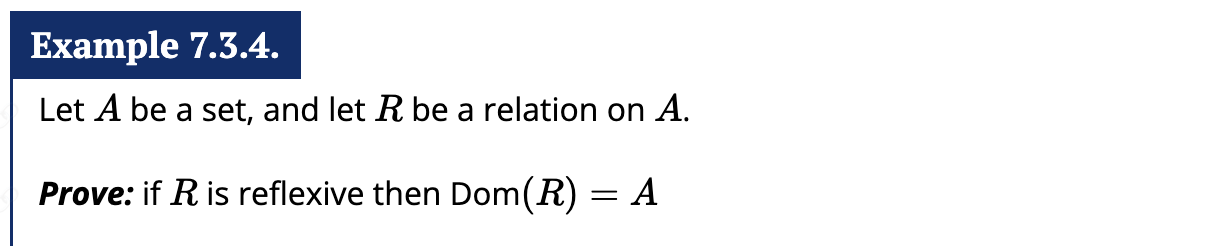 Example 7.3.4.
Let A be a set, and let R be a relation on A.
Prove: if R is reflexive then Dom(R) = A